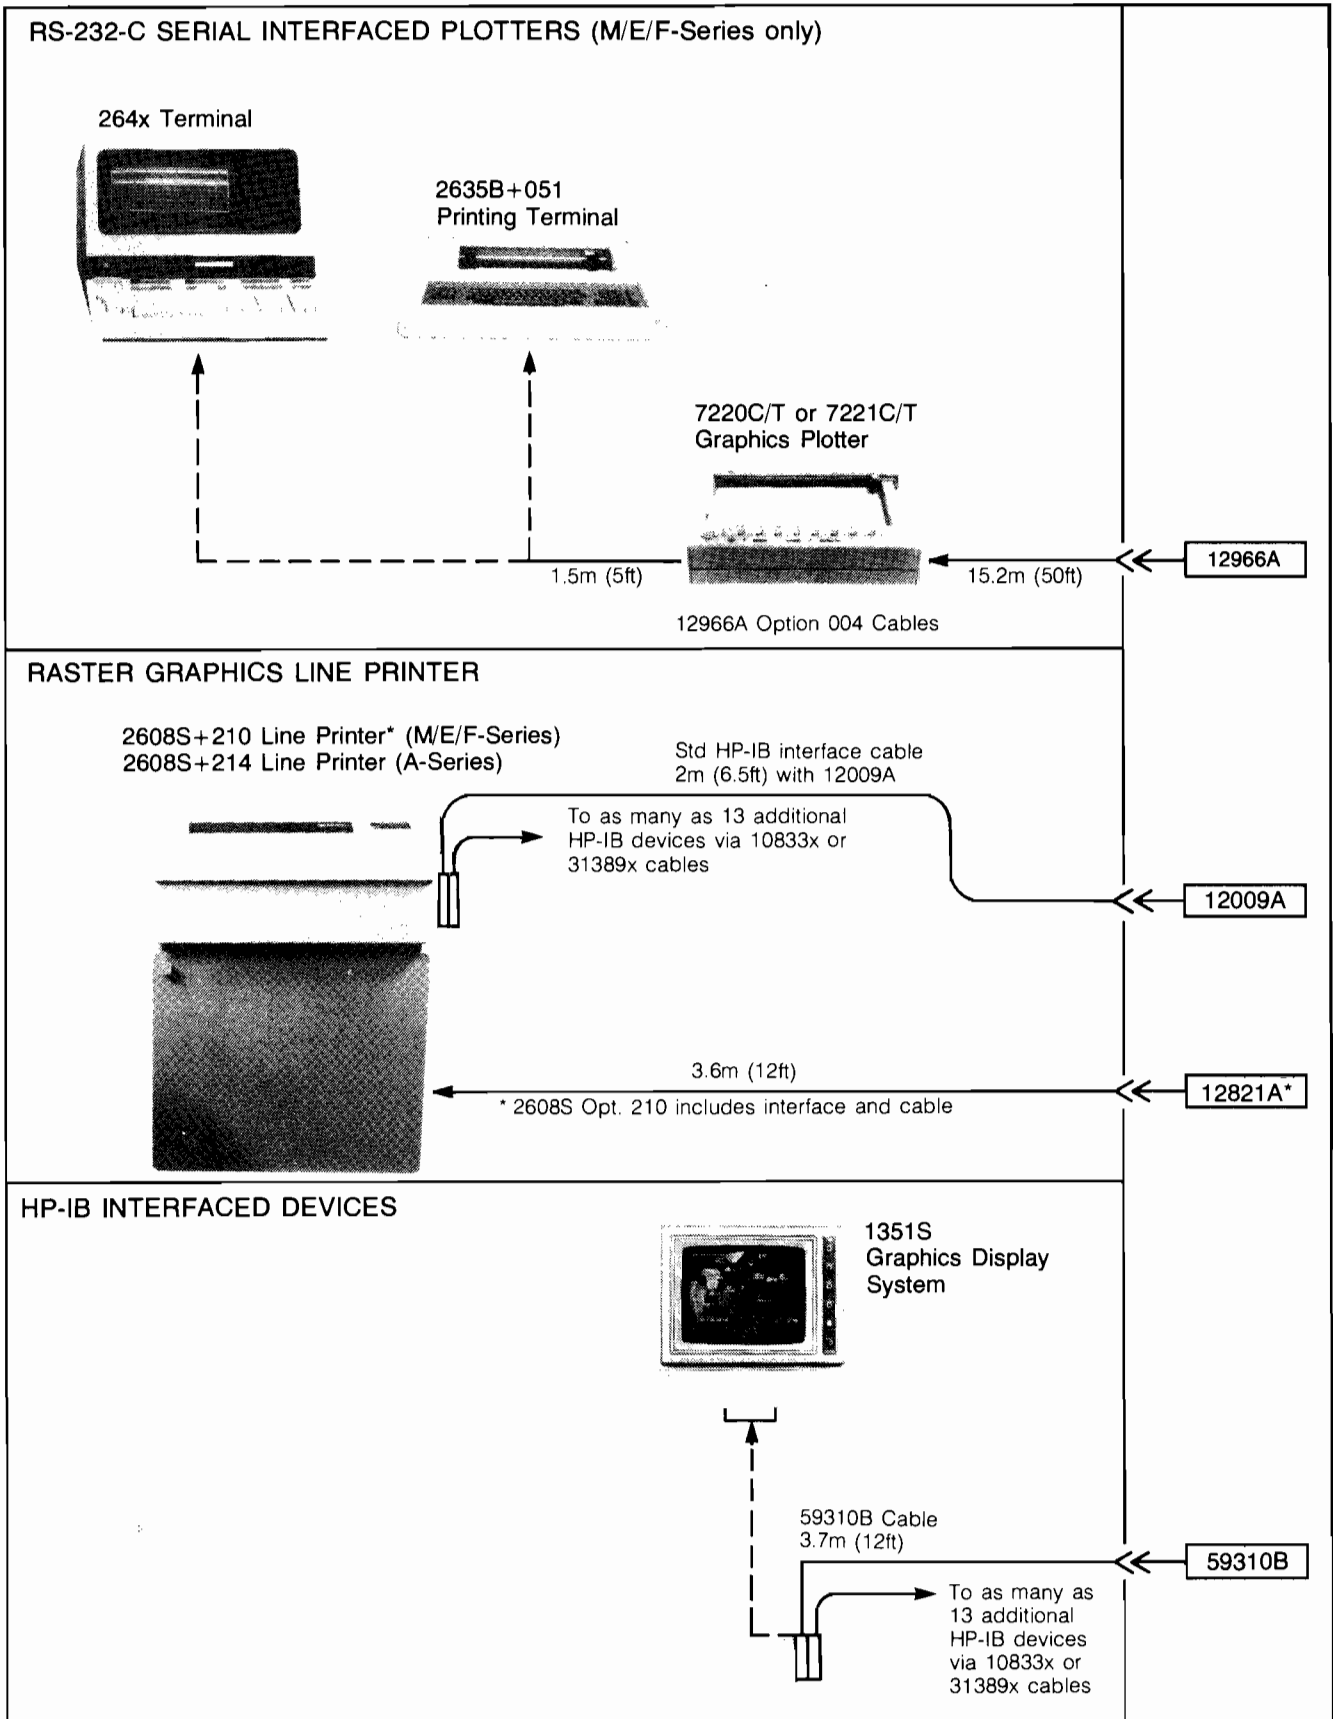 RS-232-C SERIAL INTERFACED PLOTTERS (M/E/F-Series only)
264x Terminal
2635B+051
Printing Terminal
7220C/T or 7221C/T
Graphics Plotter
1.5m (5ft)
15.2m (50ft)
12966A
12966A Option 004 Cables
RASTER GRAPHICS LINE PRINTER
2608S+210 Line Printer* (M/E/F-Series)
2608S+214 Line Printer (A-Series)
Std HP-IB interface cable
2m (6.5ft) with 12009A
To as many as 13 additional
HP-IB devices via 10833x or
31389x cables
12009A
3.6m (12ft)
* 2608S Opt. 210 includes interface and cable
12821A*
HP-IB INTERFACED DEVICES
1351S
Graphics Display
System
59310B Cable
3.7m (12ft)
59310B
To as many as
13 additional
HP-IB devices
via 10833x or
31389x cables